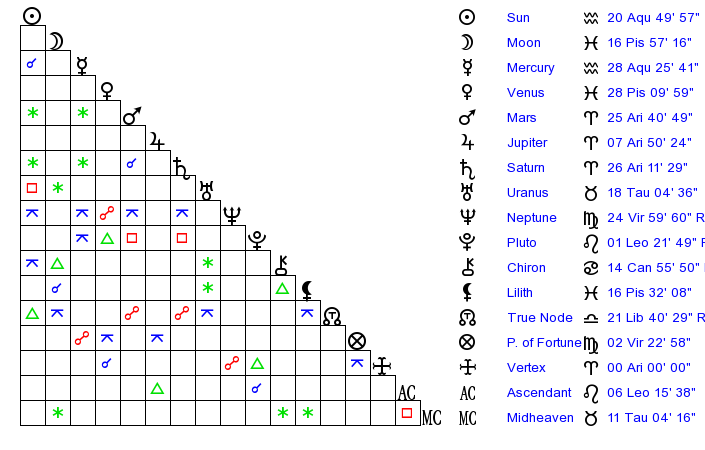 Sun 20 Aqu 49' 57"
Moon 16 Pis 57' 16"
Mercury 28 Aqu 25' 41"
Venus 28 Pis 09' 59"
Mars 25 Ari 40' 49"
Jupiter 07 Ari 50' 24"
Saturn 26 Ari 11' 29"
Uranus 18 Tau 04' 36"
Neptune 24 Vir 59' 60" R
Pluto 01 Leo 21' 49" R
Chiron 14 Can 55' 50"
Lilith 16 Pis 32' 08"
True Node 21 Lib 40' 29" R
P. of Fortune 02 Vir 22' 58"
Vertex 00 Ari 00' 00"
AC AC Ascendant 06 Leo 15' 38"
MC MC Midheaven 11 Tau 04' 16"